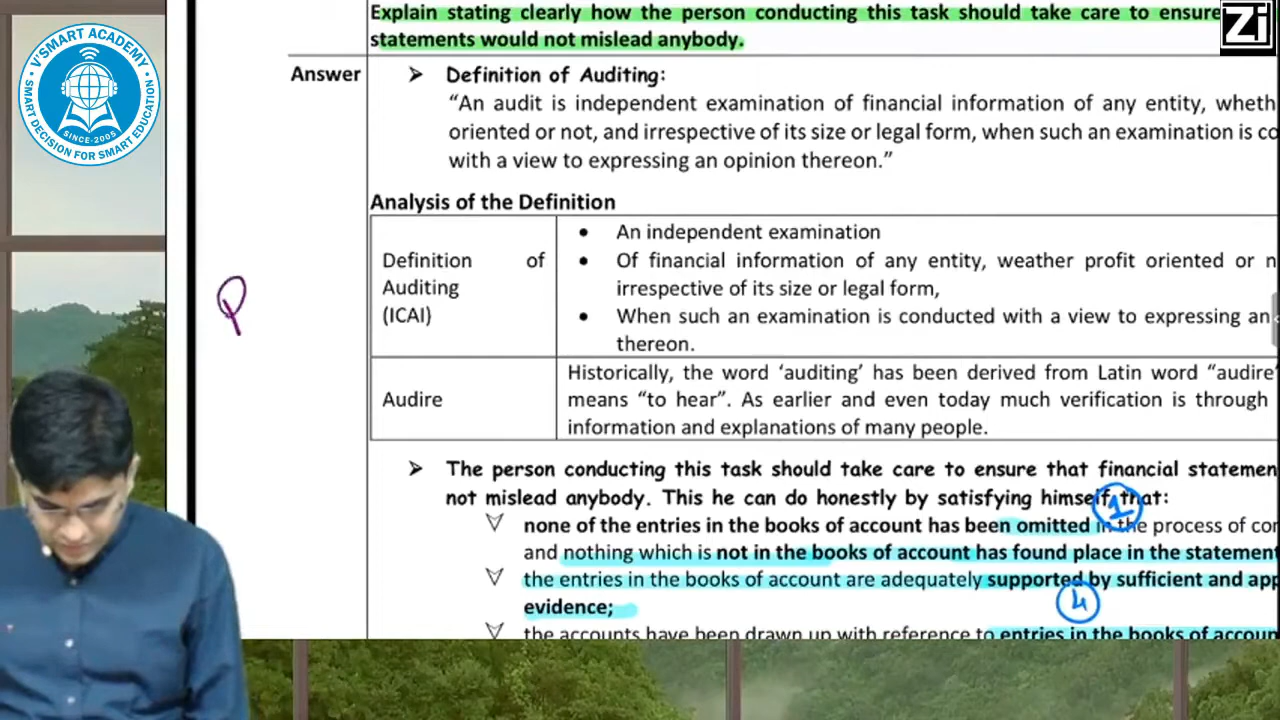 V'SMART ACADEMY
SMART DECISION FOR SMART EDUCATION
SINCE-2005
Zi
Explain stating clearly how the person conducting this task should take care to ensure
statements would not mislead anybody.
Answer
➤ Definition of Auditing:
“An audit is independent examination of financial information of any entity,
oriented or not, and irrespective of its size or legal form, when such an examination is
with a view to expressing an opinion thereon.”
Analysis of the Definition
Definition of
Auditing
(ICAI)
• An independent examination
• Of financial information of any entity, weather profit oriented or
irrespective of its size or legal form,
• When such an examination is conducted with a view to expressing an
thereon.
Audire
Historically, the word ‘auditing’ has been derived from Latin word “audire”
means “to hear”. As earlier and even today much verification is through
information and explanations of many people.
➤ The person conducting this task should take care to ensure that financial
not mislead anybody. This he can do honestly by satisfying himself that:
1
none of the entries in the books of account has been omitted in the process of
and nothing which is not in the books of account has found place in the
the entries in the books of account are adequately supported by sufficient and
evidence;
4
the accounts have been drawn up with reference to entries in the books of